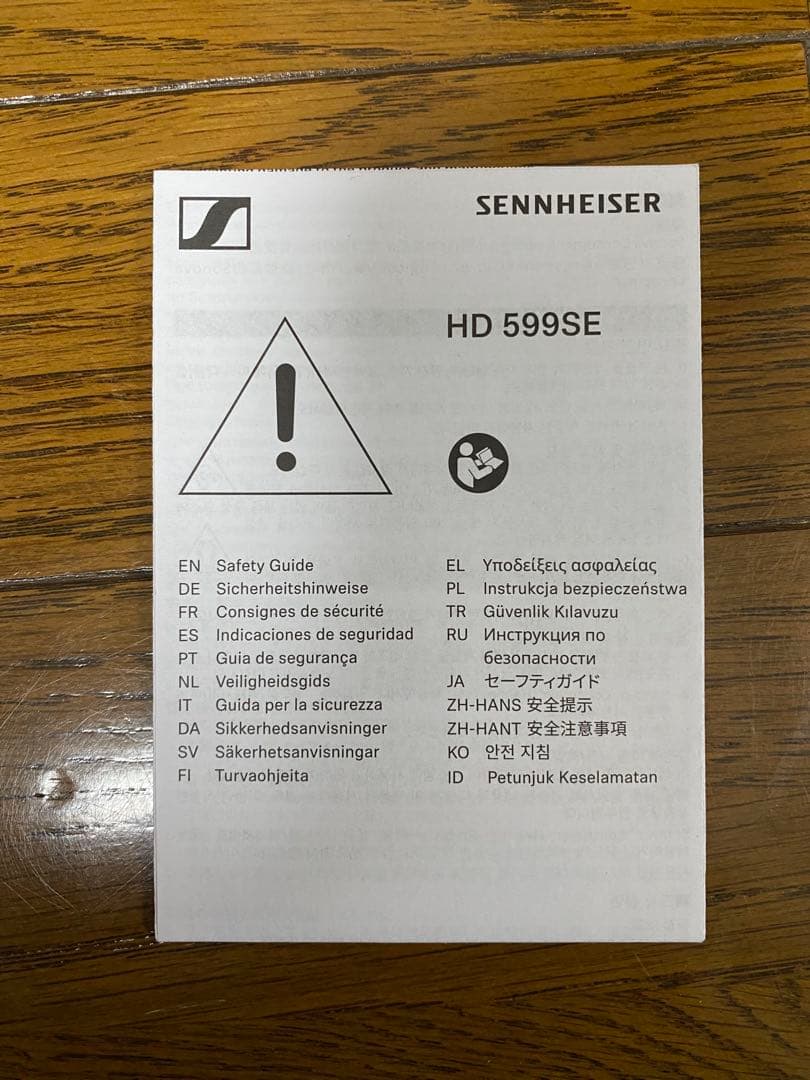 SENNHEISER
HD 599SE
EN Safety Guide
DE Sicherheitshinweise
FR Consignes de sécurité
ES Indicaciones de seguridad
PT Guia de segurança
NL Veiligheidsgids
IT Guida per la sicurezza
DA Sikkerhedsanvisninger
SV Säkerhetsanvisningar
FI Turvaohjeita
EL Υποδείξεις ασφαλείας
PL Instrukcja bezpieczeństwa
TR Güvenlik Kılavuzu
RU Инструкция по
безопасности
JA セーフティガイド
ZH-HANS 安全提示
ZH-HANT 安全注意事項
KO 안전 지침
ID Petunjuk Keselamatan